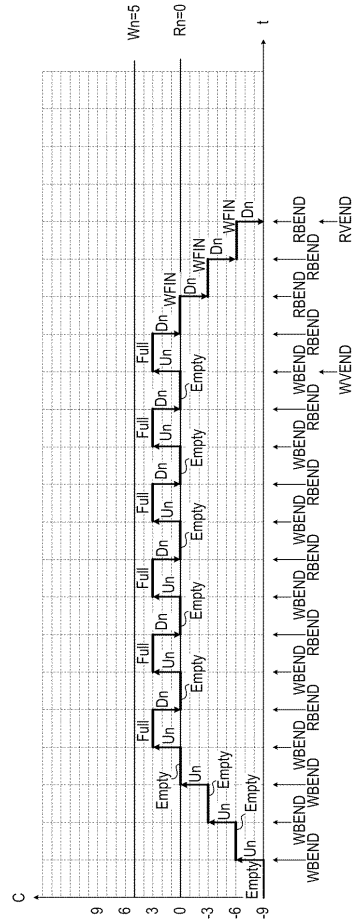 C
Wn=5
Rn=0
t
9
6
3
0
-3
-6
-9
Full Full Full Full Full Full
Un Dn Un Dn Un Dn Un Dn Un Dn Un Dn
WFIN
Empty
Empty Empty Empty Empty Empty
Un Dn
WFIN
Empty
Un Dn
WFIN
Empty
Un Dn
Empty
WBEND WBEND WBEND WBEND WBEND WBEND WBEND RBEND RBEND
WBEND WBEND RBEND RBEND RBEND RBEND RBEND RBEND RBEND
WVEND RVEND